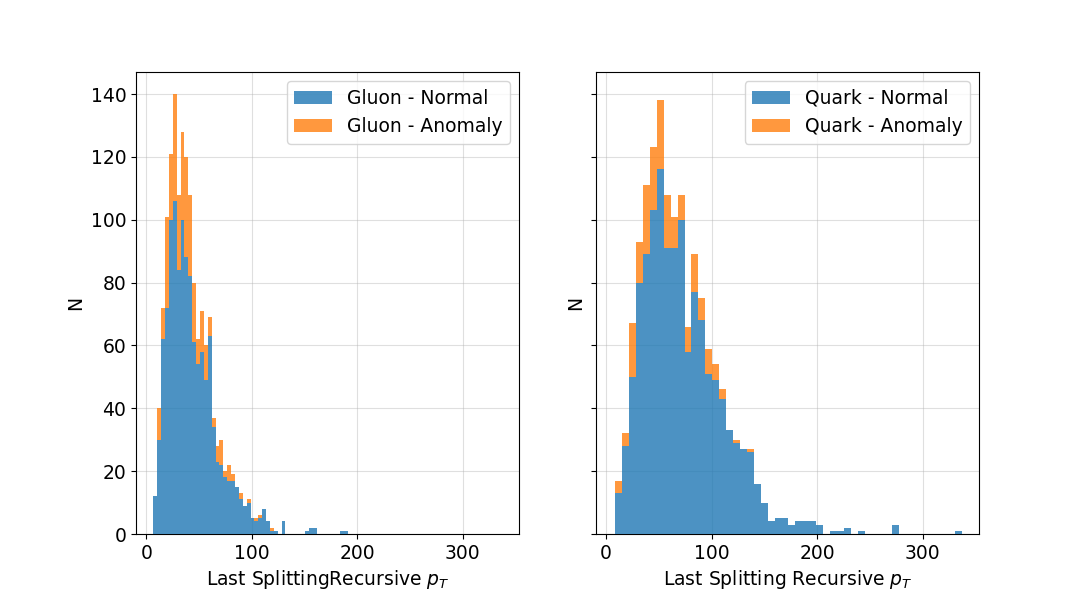 Gluon - Normal
Gluon - Anomaly
N
140
120
100
80
60
40
20
0
0 100 200 300
Last SplittingRecursive p_T
Quark - Normal
Quark - Anomaly
N
0 100 200 300
Last Splitting Recursive p_T